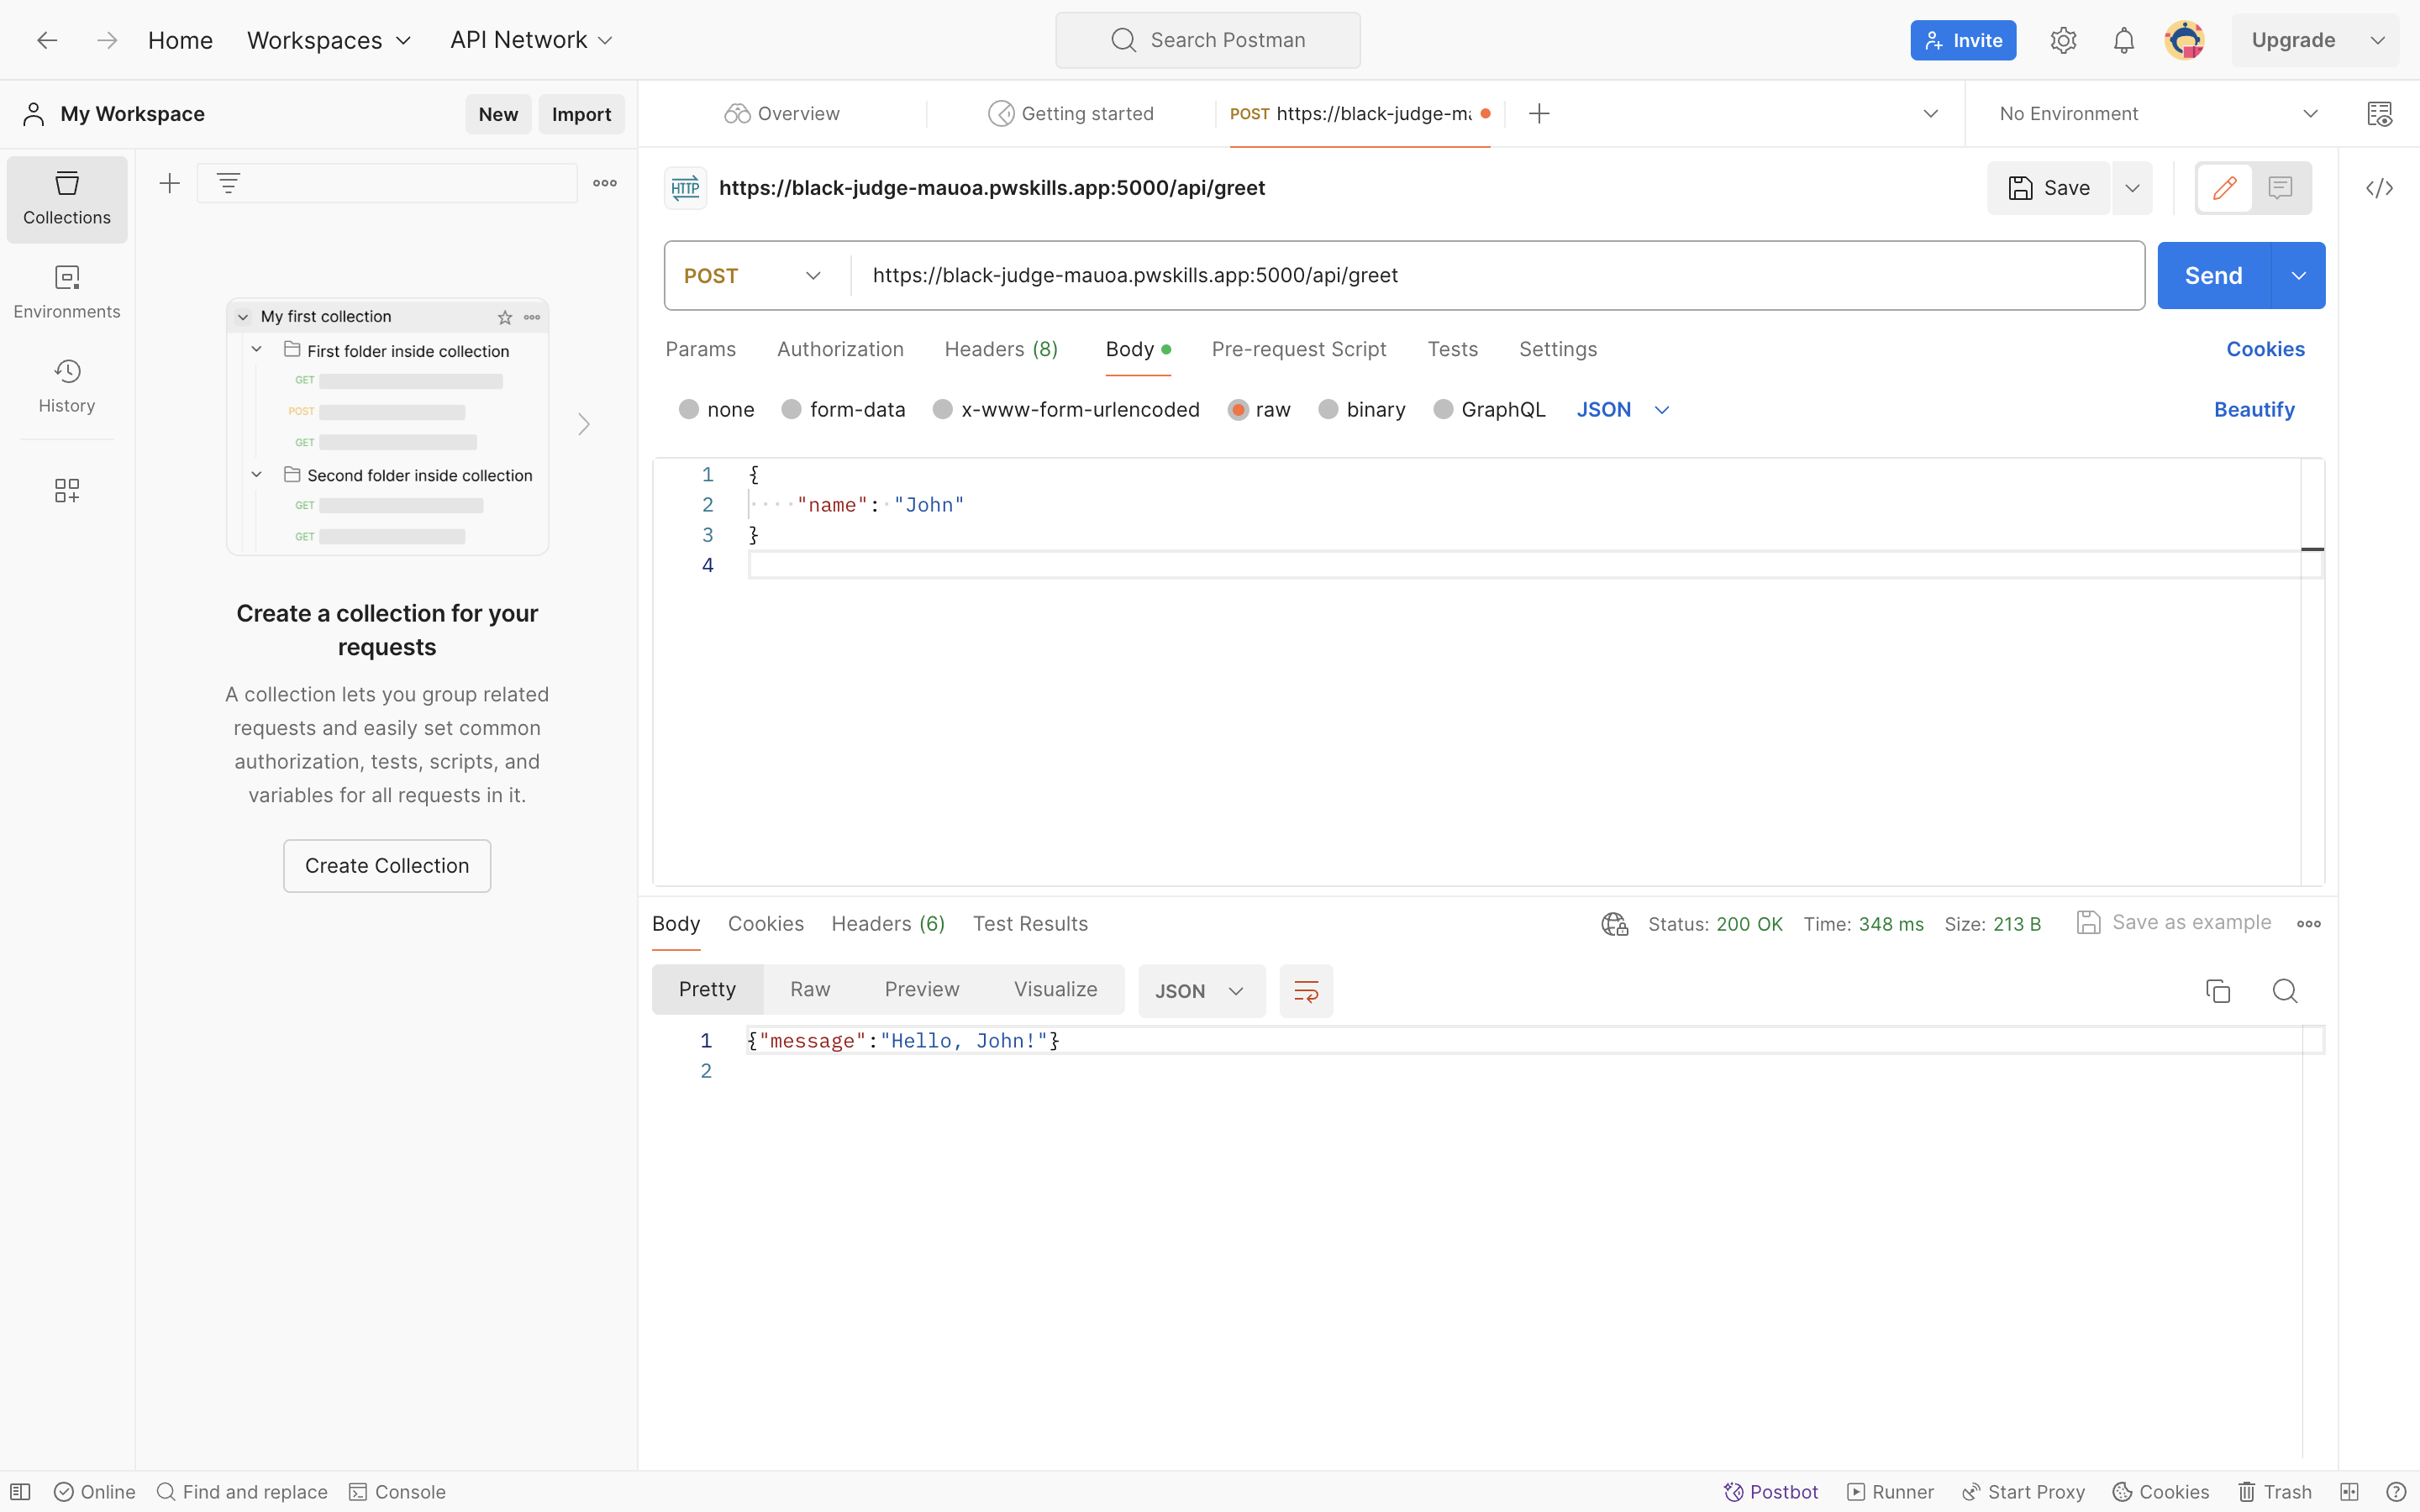 Home Workspaces API Network Search Postman Invite Upgrade
My Workspace New Import
Overview Getting started POST https://black-judge-ma No Environment
Collections
Environments
History
My first collection
First folder inside collection
GET
POST
GET
Second folder inside collection
GET
GET
Create a collection for your
requests
A collection lets you group related
requests and easily set common
authorization, tests, scripts, and
variables for all requests in it.
Create Collection
HTTP https://black-judge-mauoa.pwskills.app:5000/api/greet Save
POST https://black-judge-mauoa.pwskills.app:5000/api/greet Send
Params Authorization Headers (8) Body Pre-request Script Tests Settings Cookies
none form-data x-www-form-urlencoded raw binary GraphQL JSON Beautify
1 {
2 "name": "John"
3 }
4
Body Cookies Headers (6) Test Results Status: 200 OK Time: 348 ms Size: 213 B Save as example
Pretty Raw Preview Visualize JSON
1 {"message":"Hello, John!"}
2
Online Find and replace Console Postbot Runner Start Proxy Cookies Trash